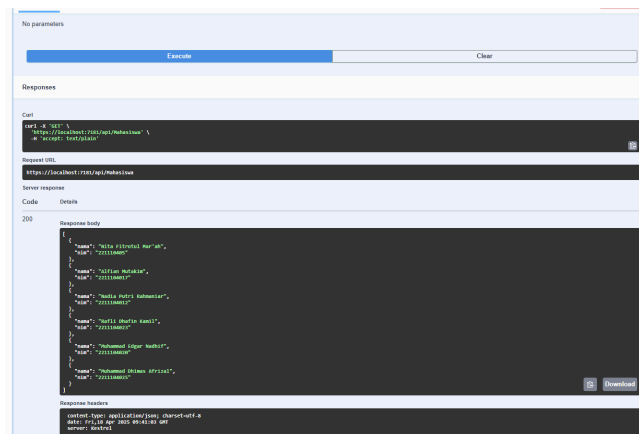 No parameters
Execute
Clear
Responses
Curl
curl -X 'GET' \
'https://localhost:7181/api/Mahasiswa' \
-H 'accept: text/plain'
Request URL
https://localhost:7181/api/Mahasiswa
Server response
Code Details
200
Response body
[
{
"nama": "Nita Fitrotul Mar'ah",
"nim": "221110405"
},
{
"nama": "Alfian Mutakim",
"nim": "2211104017"
},
{
"nama": "Nadia Putri Rahmaniar",
"nim": "2211104012"
},
{
"nama": "Rafli Dhafin Kamil",
"nim": "2211104023"
},
{
"nama": "Muhammad Edgar Nadhif",
"nim": "2211104020"
},
{
"nama": "Muhammad Dhimas Afrizal",
"nim": "2211104025"
}
]
Download
Response headers
content-type: application/json; charset=utf-8
date: Fri,18 Apr 2025 09:41:03 GMT
server: Kestrel